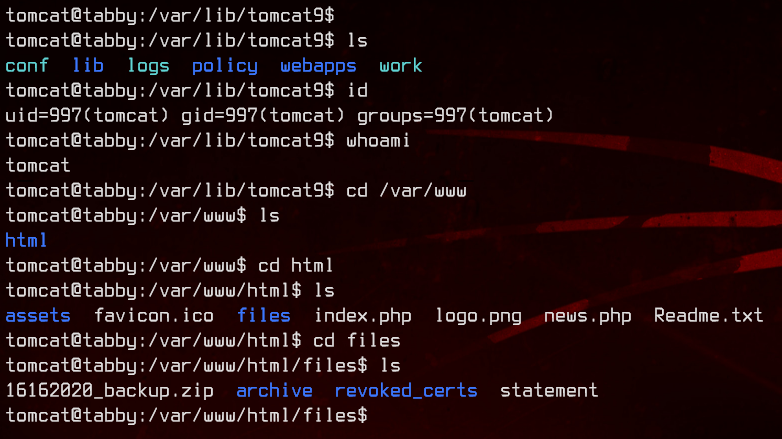 tomcat@tabby:/var/lib/tomcat9$
tomcat@tabby:/var/lib/tomcat9$ ls
conf  lib  logs  policy  webapps  work
tomcat@tabby:/var/lib/tomcat9$ id
uid=997(tomcat) gid=997(tomcat) groups=997(tomcat)
tomcat@tabby:/var/lib/tomcat9$ whoami
tomcat
tomcat@tabby:/var/lib/tomcat9$ cd /var/www
tomcat@tabby:/var/www$ ls
html
tomcat@tabby:/var/www$ cd html
tomcat@tabby:/var/www/html$ ls
assets  favicon.ico  files  index.php  logo.png  news.php  Readme.txt
tomcat@tabby:/var/www/html$ cd files
tomcat@tabby:/var/www/html/files$ ls
16162020_backup.zip  archive  revoked_certs  statement
tomcat@tabby:/var/www/html/files$